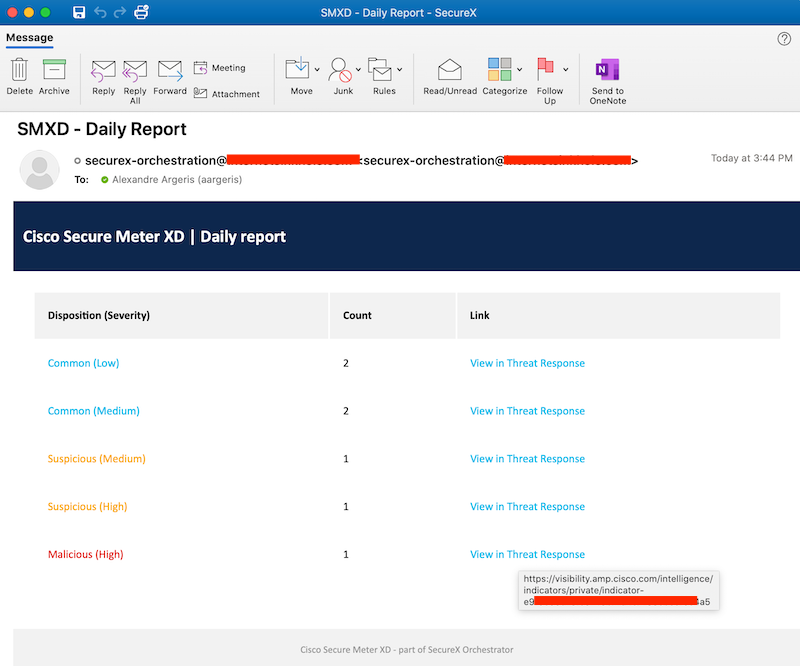 SMXD - Daily Report - SecureX
Message
Delete Archive Reply Reply All Forward Meeting Attachment Move Junk Rules Read/Unread Categorize Follow Up Send to OneNote
SMXD - Daily Report
securex-orchestration@ <securex-orchestration@ >
Today at 3:44 PM
To: Alexandre Argeris (aargeris)
Cisco Secure Meter XD | Daily report
Disposition (Severity) Count Link
Common (Low) 2 View in Threat Response
Common (Medium) 2 View in Threat Response
Suspicious (Medium) 1 View in Threat Response
Suspicious (High) 1 View in Threat Response
Malicious (High) 1 View in Threat Response
https://visibility.amp.cisco.com/intelligence/
indicators/private/indicator-
e9 a5
Cisco Secure Meter XD - part of SecureX Orchestrator